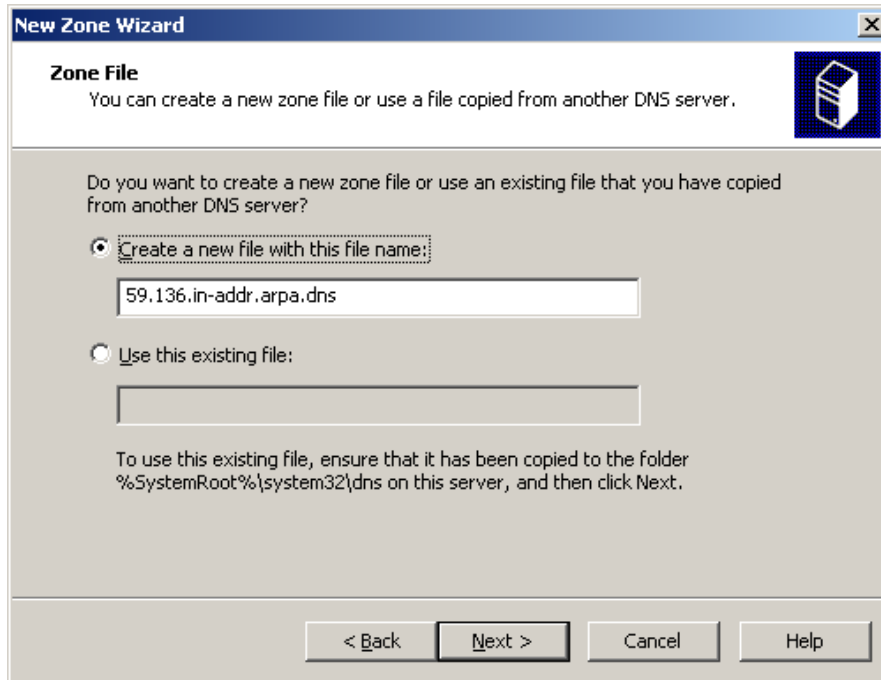 New Zone Wizard
Zone File
You can create a new zone file or use a file copied from another DNS server.
Do you want to create a new zone file or use an existing file that you have copied
from another DNS server?
Create a new file with this file name:
59.136.in-addr.arpa.dns
Use this existing file:
To use this existing file, ensure that it has been copied to the folder
%SystemRoot%\system32\dns on this server, and then click Next.
< Back
Next >
Cancel
Help